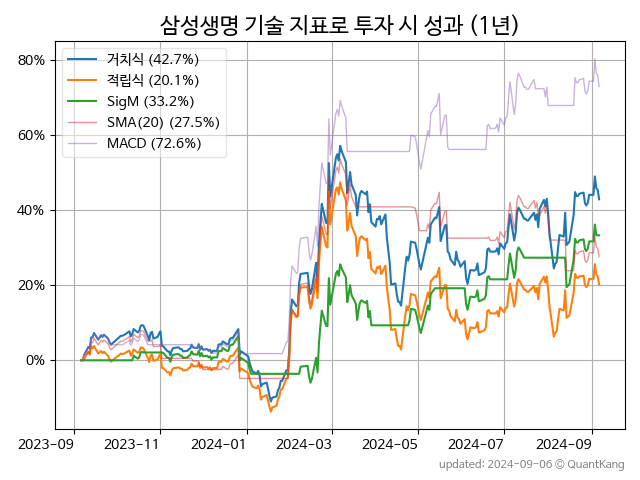 삼성생명 기술 지표로 투자 시 성과 (1년)
80%
60%
40%
20%
0%
거치식 (42.7%)
적립식 (20.1%)
SigM (33.2%)
SMA(20) (27.5%)
MACD (72.6%)
2023-09 2023-11 2024-01 2024-03 2024-05 2024-07 2024-09
updated: 2024-09-06 @ QuantKang